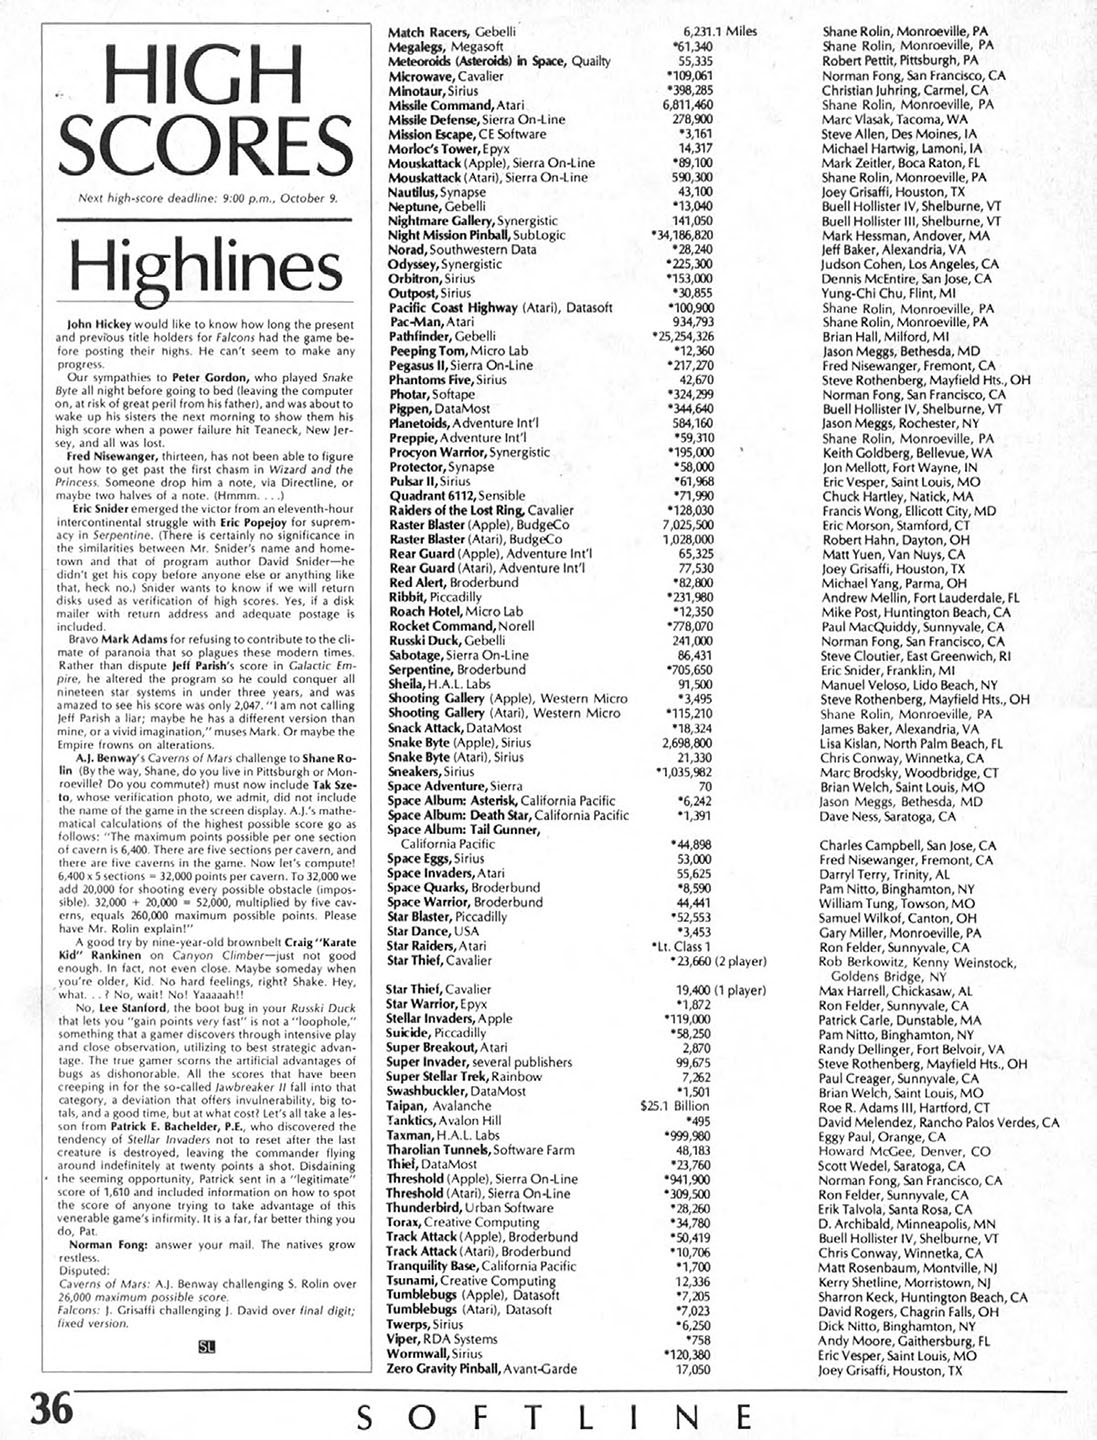 HIGH
SCORES
Next high-score deadline: 9:00 p.m., October 9.
Highlines
John Hickey would like to know how long the present
and previous title holders for Falcons had the game be-
fore posting their highs. He can't seem to make any
progress.
Our sympathies to Peter Gordon, who played Snake
Byte all night before going to bed (leaving the computer
on, at risk of great peril from his father), and was about to
wake up his sisters the next morning to show them his
high score when a power failure hit Teaneck, New Jer-
sey, and all was lost.
Fred Nisewanger, thirteen, has not been able to figure
out how to get past the first chasm in Wizard and the
Princess. Someone drop him a note, via Directline, or
maybe two halves of a note. (Hmmm. . . .)
Eric Snider emerged the victor from an eleventh-hour
intercontinental struggle with Eric Popejoy for suprem-
acy in Serpentine. (There is certainly no significance in
the similarities between Mr. Snider's name and home-
town and that of program author David Snider—he
didn't get his copy before anyone else or anything like
that, heck no.) Snider wants to know if we will return
disks used as verification of high scores. Yes, if a disk
mailer with return address and adequate postage is
included.
Bravo Mark Adams for refusing to contribute to the cli-
mate of paranoia that so plagues these modern times.
Rather than dispute Jeff Parish's score in Galactic Em-
pire, he altered the program so he could conquer all
nineteen star systems in under three years, and was
amazed to see his score was only 2,047. "I am not calling
Jeff Parish a liar; maybe he has a different version than
mine, or a vivid imagination," muses Mark. Or maybe the
Empire frowns on alterations.
A.J. Benway's Caverns of Mars challenge to Shane Ro-
lin (By the way, Shane, do you live in Pittsburgh or Mon-
roeville? Do you commute?) must now include Tak Sze-
to, whose verification photo, we admit, did not include
the name of the game in the screen display. A.J.'s mathe-
matical calculations of the highest possible score go as
follows: "The maximum points possible per one section
of cavern is 6,400. There are five sections per cavern, and
there are five caverns in the game. Now let's compute!
6,400 x 5 sections = 32,000 points per cavern. To 32,000 we
add 20,000 for shooting every possible obstacle (impos-
sible). 32,000 + 20,000 = 52,000, multiplied by five cav-
erns, equals 260,000 maximum possible points. Please
have Mr. Rolin explain!"
A good try by nine-year-old brownbelt Craig "Karate
Kid" Rankinen on Canyon Climber—just not good
enough. In fact, not even close. Maybe someday when
you're older, Kid. No hard feelings, right? Shake. Hey,
what. . . ? No, wait! No! Yaaaaah!!
No, Lee Stanford, the boot bug in your Russki Duck
that lets you "gain points very fast" is not a "loophole,"
something that a gamer discovers through intensive play
and close observation, utilizing to best strategic advan-
tage. The true gamer scorns the artificial advantages of
bugs as dishonorable. All the scores that have been
creeping in for the so-called Jawbreaker II fall into that
category, a deviation that offers invulnerability, big to-
tals, and a good time, but at what cost? Let's all take a les-
son from Patrick E. Bachelder, P.E., who discovered the
tendency of Stellar Invaders not to reset after the last
creature is destroyed, leaving the commander flying
around indefinitely at twenty points a shot. Disdaining
the seeming opportunity, Patrick sent in a "legitimate"
score of 1,610 and included information on how to spot
the score of anyone trying to take advantage of this
venerable game's infirmity. It is a far, far better thing you
do, Pat.
Norman Fong: answer your mail. The natives grow
restless.
Disputed:
Caverns of Mars: A.J. Benway challenging S. Rolin over
26,000 maximum possible score.
Falcons: J. Grisaffi challenging J. David over final digit;
fixed version.
SL
Match Racers, Gebelli 6,231.1 Miles Shane Rolin, Monroeville, PA
Megalegs, Megasoft *61,340 Shane Rolin, Monroeville, PA
Meteoroids (Asteroids) in Space, Quailty 55,335 Robert Pettit, Pittsburgh, PA
Microwave, Cavalier *109,061 Norman Fong, San Francisco, CA
Minotaur, Sirius *398,285 Christian Juhring, Carmel, CA
Missile Command, Atari 6,811,460 Shane Rolin, Monroeville, PA
Missile Defense, Sierra On-Line 278,900 Marc Vlasak, Tacoma, WA
Mission Escape, CE Software *3,161 Steve Allen, Des Moines, IA
Morloc's Tower, Epyx 14,317 Michael Hartwig, Lamoni, IA
Mouskattack (Apple), Sierra On-Line *89,100 Mark Zeitler, Boca Raton, FL
Mouskattack (Atari), Sierra On-Line 590,300 Shane Rolin, Monroeville, PA
Nautilus, Synapse 43,100 Joey Grisaffi, Houston, TX
Neptune, Gebelli *13,040 Buell Hollister IV, Shelburne, VT
Nightmare Gallery, Synergistic 141,050 Buell Hollister III, Shelburne, VT
Night Mission Pinball, SubLogic *34,186,820 Mark Hessman, Andover, MA
Norad, Southwestern Data *28,240 Jeff Baker, Alexandria, VA
Odyssey, Synergistic *225,300 Judson Cohen, Los Angeles, CA
Orbitron, Sirius *153,000 Dennis McEntire, San Jose, CA
Outpost, Sirius *30,855 Yung-Chi Chu, Flint, MI
Pacific Coast Highway (Atari), Datasoft *100,900 Shane Rolin, Monroeville, PA
Pac-Man, Atari 934,793 Shane Rolin, Monroeville, PA
Pathfinder, Gebelli *25,254,326 Brian Hall, Milford, MI
Peeping Tom, Micro Lab *12,360 Jason Meggs, Bethesda, MD
Pegasus II, Sierra On-Line *217,270 Fred Nisewanger, Fremont, CA
Phantoms Five, Sirius 42,670 Steve Rothenberg, Mayfield Hts., OH
Photar, Softape *324,299 Norman Fong, San Francisco, CA
Pigpen, DataMost *344,640 Buell Hollister IV, Shelburne, VT
Planetoids, Adventure Int'l 584,160 Jason Meggs, Rochester, NY
Preppie, Adventure Int'l *59,310 Shane Rolin, Monroeville, PA
Procyon Warrior, Synergistic *195,000 Keith Goldberg, Bellevue, WA
Protector, Synapse *58,000 Jon Mellott, Fort Wayne, IN
Pulsar II, Sirius *61,968 Eric Vesper, Saint Louis, MO
Quadrant 6112, Sensible *71,990 Chuck Hartley, Natick, MA
Raiders of the Lost Ring, Cavalier *128,030 Francis Wong, Ellicott City, MD
Raster Blaster (Apple), BudgeCo 7,025,500 Eric Morson, Stamford, CT
Raster Blaster (Atari), BudgeCo 1,028,000 Robert Hahn, Dayton, OH
Rear Guard (Apple), Adventure Int'l 65,325 Matt Yuen, Van Nuys, CA
Rear Guard (Atari), Adventure Int'l 77,530 Joey Grisaffi, Houston, TX
Red Alert, Broderbund *82,800 Michael Yang, Parma, OH
Ribbit, Piccadilly *231,980 Andrew Mellin, Fort Lauderdale, FL
Roach Hotel, Micro Lab *12,350 Mike Post, Huntington Beach, CA
Rocket Command, Norell *778,070 Paul MacQuiddy, Sunnyvale, CA
Russki Duck, Gebelli 241,000 Norman Fong, San Francisco, CA
Sabotage, Sierra On-Line 86,431 Steve Cloutier, East Greenwich, RI
Serpentine, Broderbund *705,650 Eric Snider, Franklin, MI
Sheila, H.A.L. Labs 91,500 Manuel Veloso, Lido Beach, NY
Shooting Gallery (Apple), Western Micro *3,495 Steve Rothenberg, Mayfield Hts., OH
Shooting Gallery (Atari), Western Micro *115,210 Shane Rolin, Monroeville, PA
Snack Attack, DataMost *18,324 James Baker, Alexandria, VA
Snake Byte (Apple), Sirius 2,698,800 Lisa Kislan, North Palm Beach, FL
Snake Byte (Atari), Sirius 21,330 Chris Conway, Winnetka, CA
Sneakers, Sirius *1,035,982 Marc Brodsky, Woodbridge, CT
Space Adventure, Sierra 70 Brian Welch, Saint Louis, MO
Space Album: Asterisk, California Pacific *6,242 Jason Meggs, Bethesda, MD
Space Album: Death Star, California Pacific *1,391 Dave Ness, Saratoga, CA
Space Album: Tail Gunner,
California Pacific *44,898 Charles Campbell, San Jose, CA
Space Eggs, Sirius 53,000 Fred Nisewanger, Fremont, CA
Space Invaders, Atari 55,625 Darryl Terry, Trinity, AL
Space Quarks, Broderbund *8,590 Pam Nitto, Binghamton, NY
Space Warrior, Broderbund 44,441 William Tung, Towson, MO
Star Blaster, Piccadilly *52,553 Samuel Wilkof, Canton, OH
Star Dance, USA *3,453 Gary Miller, Monroeville, PA
Star Raiders, Atari *Lt. Class 1 Ron Felder, Sunnyvale, CA
Star Thief, Cavalier *23,660 (2 player) Rob Berkowitz, Kenny Weinstock,
Goldens Bridge, NY
Star Thief, Cavalier 19,400 (1 player) Max Harrell, Chickasaw, AL
Star Warrior, Epyx *1,872 Ron Felder, Sunnyvale, CA
Stellar Invaders, Apple *119,000 Patrick Carle, Dunstable, MA
Suicide, Piccadilly *58,250 Pam Nitto, Binghamton, NY
Super Breakout, Atari 2,870 Randy Dellinger, Fort Belvoir, VA
Super Invader, several publishers 99,675 Steve Rothenberg, Mayfield Hts., OH
Super Stellar Trek, Rainbow 7,262 Paul Creager, Sunnyvale, CA
Swashbuckler, DataMost *1,501 Brian Welch, Saint Louis, MO
Taipan, Avalanche $25.1 Billion Roe R. Adams III, Hartford, CT
Tanktics, Avalon Hill *495 David Melendez, Rancho Palos Verdes, CA
Taxman, H.A.L. Labs *999,980 Eggy Paul, Orange, CA
Tharolian Tunnels, Software Farm 48,183 Howard McGee, Denver, CO
Thief, DataMost *23,760 Scott Wedel, Saratoga, CA
Threshold (Apple), Sierra On-Line *941,900 Norman Fong, San Francisco, CA
Threshold (Atari), Sierra On-Line *309,500 Ron Felder, Sunnyvale, CA
Thunderbird, Urban Software *28,260 Erik Talvola, Santa Rosa, CA
Torax, Creative Computing *34,780 D. Archibald, Minneapolis, MN
Track Attack (Apple), Broderbund *50,419 Buell Hollister IV, Shelburne, VT
Track Attack (Atari), Broderbund *10,706 Chris Conway, Winnetka, CA
Tranquility Base, California Pacific *1,700 Matt Rosenbaum, Montville, NJ
Tsunami, Creative Computing 12,336 Kerry Shetline, Morristown, NJ
Tumblebugs (Apple), Datasoft *7,205 Sharron Keck, Huntington Beach, CA
Tumblebugs (Atari), Datasoft *7,023 David Rogers, Chagrin Falls, OH
Twerps, Sirius *6,250 Dick Nitto, Binghamton, NY
Viper, RDA Systems *758 Andy Moore, Gaithersburg, FL
Wormwall, Sirius *120,380 Eric Vesper, Saint Louis, MO
Zero Gravity Pinball, Avant-Garde 17,050 Joey Grisaffi, Houston, TX
36
SOFTLINE